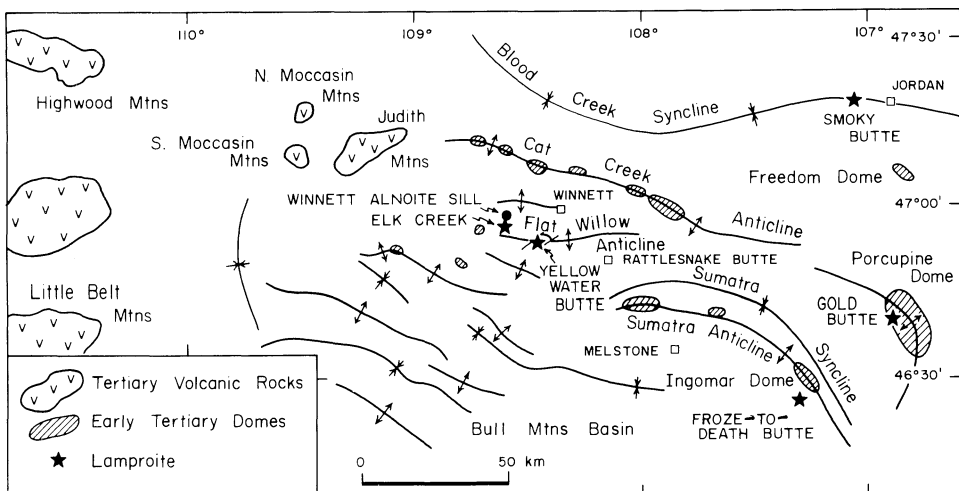 110°
109°
108°
107°
47°30'
Highwood Mtns
N. Moccasin
Mtns
S. Moccasin
Mtns
Judith
Mtns
Blood
Creek
Syncline
JORDAN
SMOKY
BUTTE
Cat
Creek
Anticline
Freedom Dome
47°00'
WINNETT ALNOITE SILL
ELK CREEK
WINNETT
Flat
Willow
Anticline
RATTLESNAKE BUTTE
YELLOW
WATER
BUTTE
Porcupine
Dome
GOLD
BUTTE
Sumatra
Syncline
Sumatra
Anticline
Little Belt
Mtns
MELSTONE
Ingomar Dome
46°30'
FROZE-TO-
DEATH BUTTE
Bull Mtns Basin
Tertiary Volcanic Rocks
Early Tertiary Domes
Lamproite
0
50
km